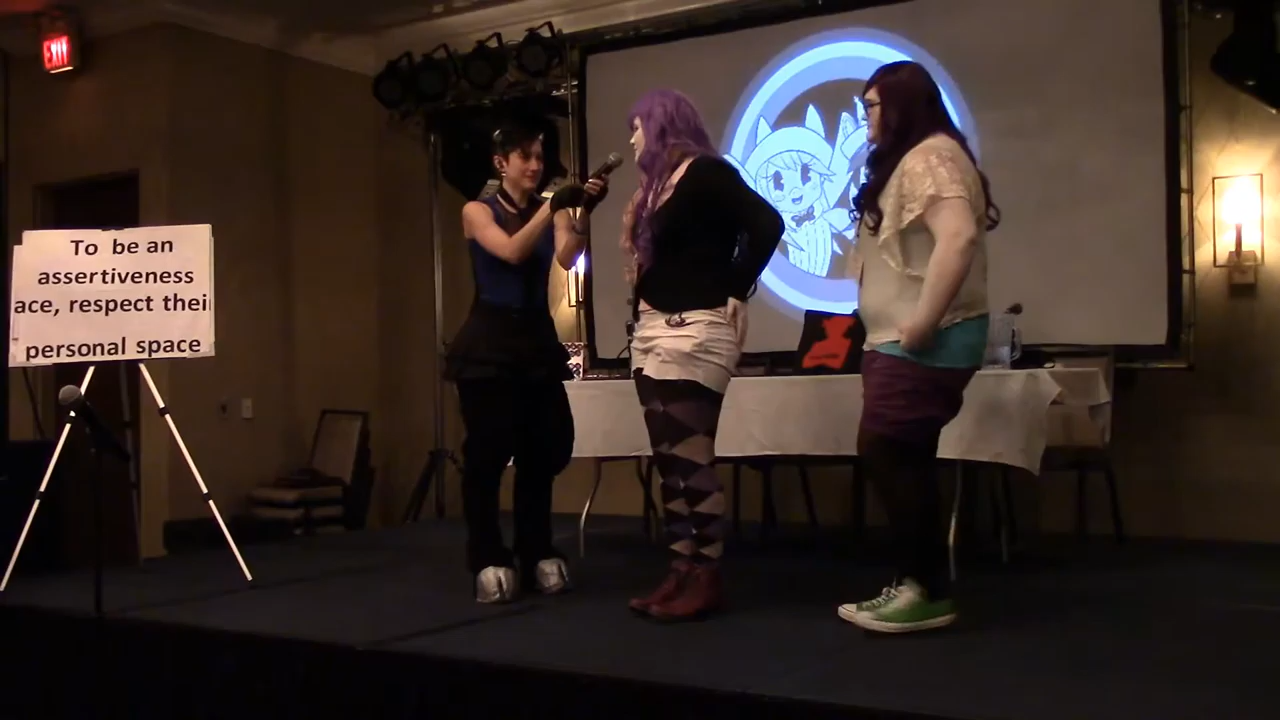 EXIT
To be an
assertiveness
ace, respect thei
personal space